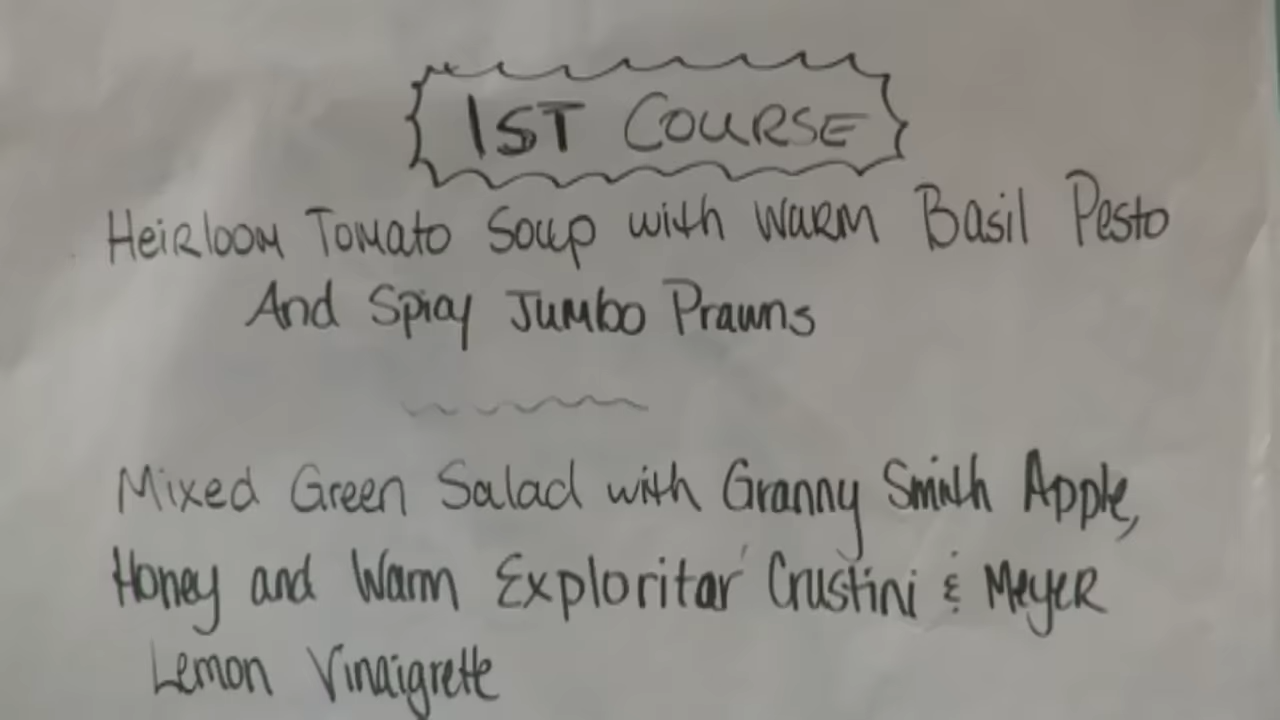 1ST COURSE
Heirloom Tomato Soup with Warm Basil Pesto
And Spicy Jumbo Prawns
Mixed Green Salad with Granny Smith Apple,
Honey and Warm Exploritar Crustini & Meyer
Lemon Vinaigrette